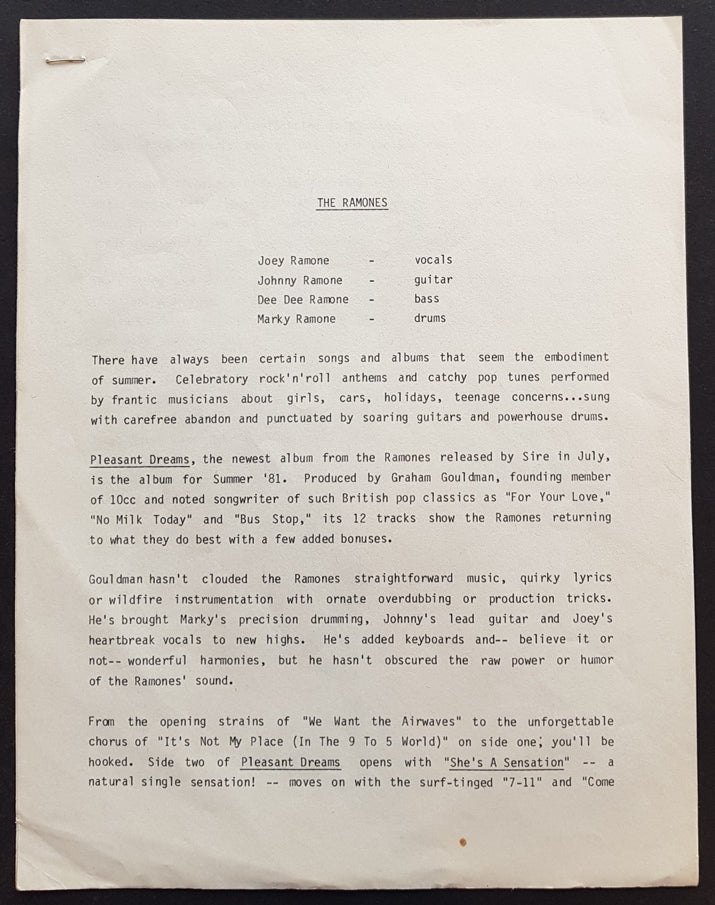 THE RAMONES
Joey Ramone - vocals
Johnny Ramone - guitar
Dee Dee Ramone - bass
Marky Ramone - drums
There have always been certain songs and albums that seem the embodiment
of summer. Celebratory rock'n'roll anthems and catchy pop tunes performed
by frantic musicians about girls, cars, holidays, teenage concerns...sung
with carefree abandon and punctuated by soaring guitars and powerhouse drums.
Pleasant Dreams, the newest album from the Ramones released by Sire in July,
is the album for Summer '81. Produced by Graham Gouldman, founding member
of 10cc and noted songwriter of such British pop classics as "For Your Love,"
"No Milk Today" and "Bus Stop," its 12 tracks show the Ramones returning
to what they do best with a few added bonuses.
Gouldman hasn't clouded the Ramones straightforward music, quirky lyrics
or wildfire instrumentation with ornate overdubbing or production tricks.
He's brought Marky's precision drumming, Johnny's lead guitar and Joey's
heartbreak vocals to new highs. He's added keyboards and-- believe it or
not-- wonderful harmonies, but he hasn't obscured the raw power or humor
of the Ramones' sound.
From the opening strains of "We Want the Airwaves" to the unforgettable
chorus of "It's Not My Place (In The 9 To 5 World)" on side one; you'll be
hooked. Side two of Pleasant Dreams opens with "She's A Sensation" -- a
natural single sensation! -- moves on with the surf-tinged "7-11" and "Come